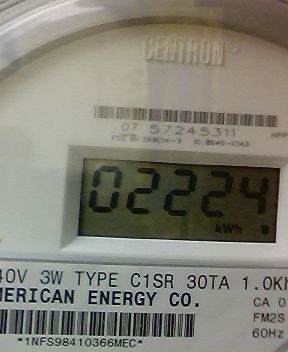 CENTRON®
07 57245311
02224
kWh
40V 3W TYPE C1SR 30TA 1.0Kh
MERICAN ENERGY CO.
CA 0
FM2S
60Hz
*1NFS98410366MEC*